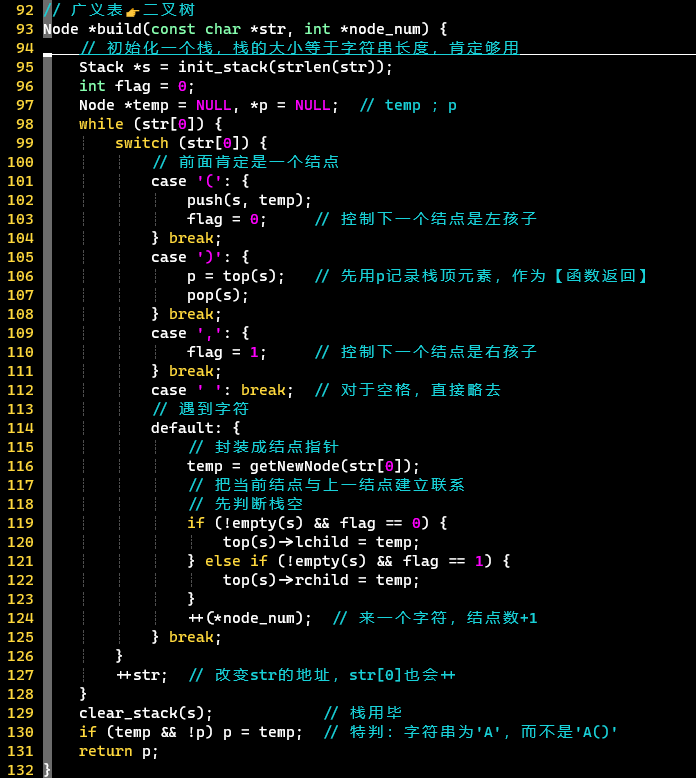 92 // 广义表👉二叉树
93 Node *build(const char *str, int *node_num) {
94     // 初始化一个栈，栈的大小等于字符串长度，肯定够用
95     Stack *s = init_stack(strlen(str));
96     int flag = 0;
97     Node *temp = NULL, *p = NULL;  // temp ; p
98     while (str[0]) {
99         switch (str[0]) {
100             // 前面肯定是一个结点
101             case '(': {
102                 push(s, temp);
103                 flag = 0;      // 控制下一个结点是左孩子
104             } break;
105             case ')': {
106                 p = top(s);   // 先用p记录栈顶元素，作为【函数返回】
107                 pop(s);
108             } break;
109             case ',': {
110                 flag = 1;      // 控制下一个结点是右孩子
111             } break;
112             case ' ': break;  // 对于空格，直接略去
113             // 遇到字符
114             default: {
115                 // 封装成结点指针
116                 temp = getNewNode(str[0]);
117                 // 把当前结点与上一结点建立联系
118                 // 先判断栈空
119                 if (!empty(s) && flag == 0) {
120                     top(s)->lchild = temp;
121                 } else if (!empty(s) && flag == 1) {
122                     top(s)->rchild = temp;
123                 }
124                 ++(*node_num);  // 来一个字符，结点数+1
125             } break;
126         }
127         ++str;  // 改变str的地址，str[0]也会++
128     }
129     clear_stack(s);            // 栈用毕
130     if (temp && !p) p = temp;  // 特判：字符串为'A'，而不是'A()'
131     return p;
132 }